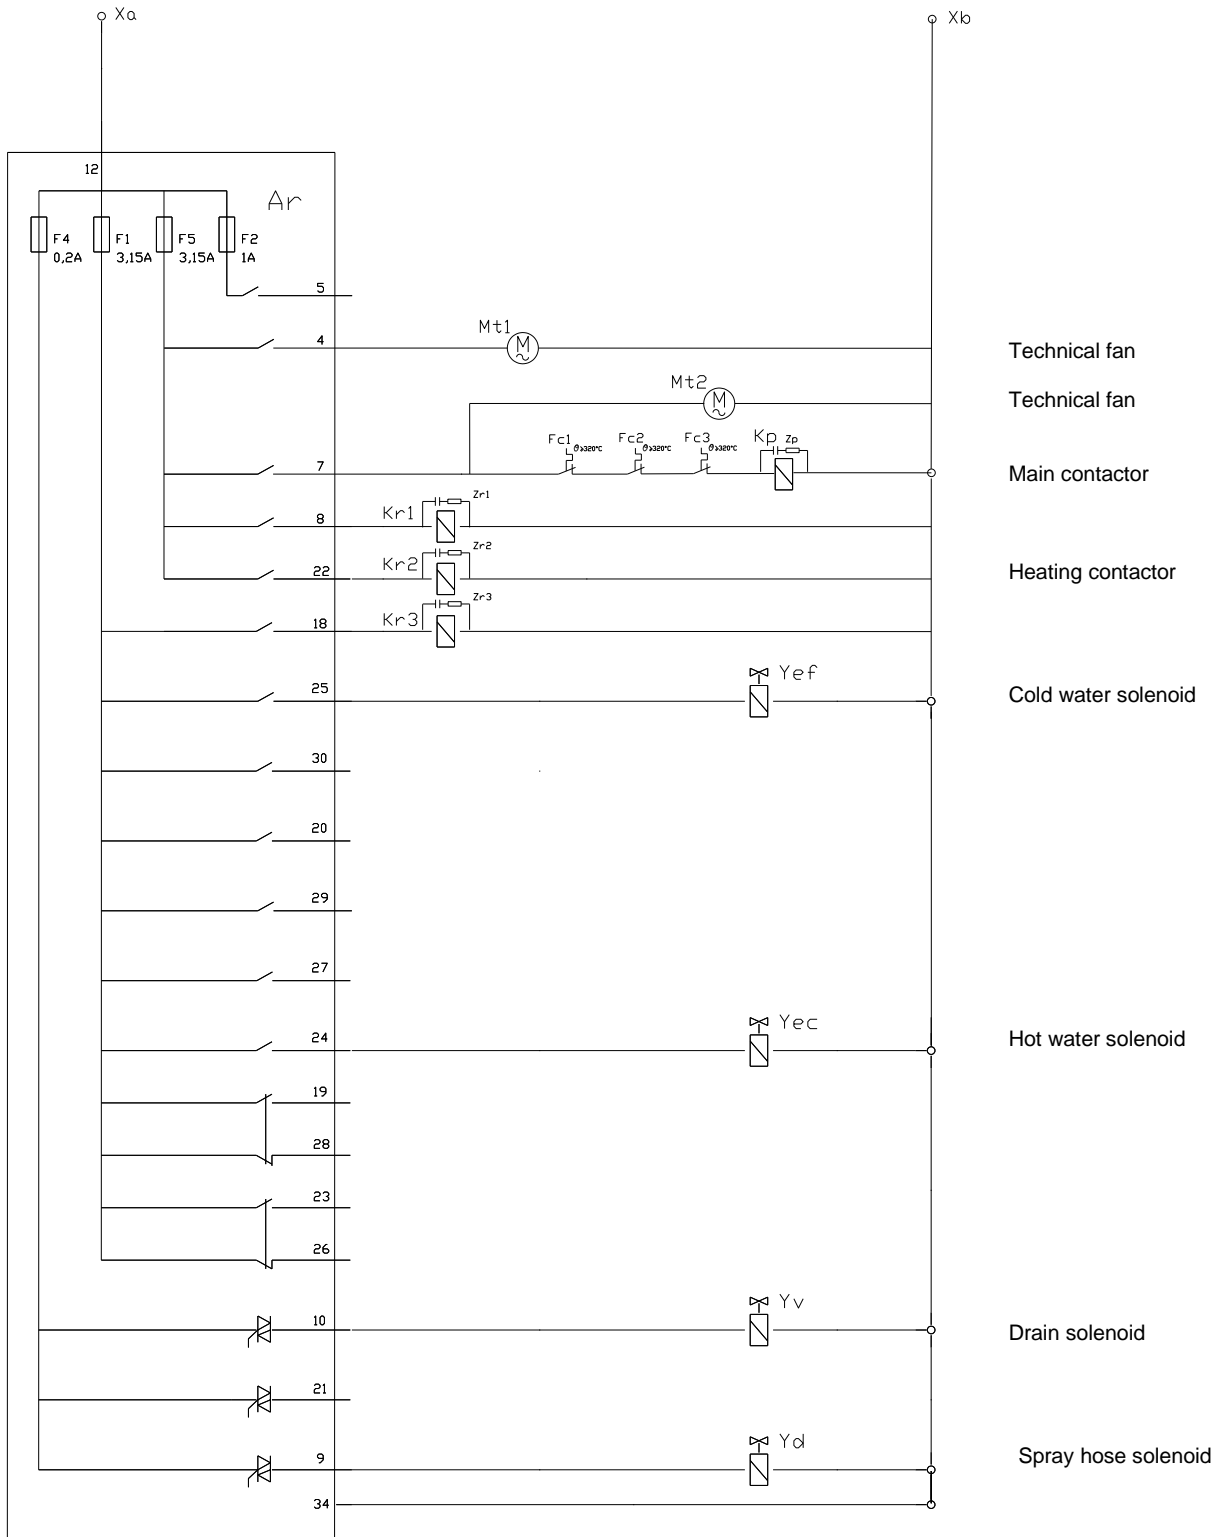 Xa
Xb
12
Ar
F4
0,2A
F1
3,15A
F5
3,15A
F2
1A
5
4
Mt1
M
Technical fan
Mt2
M
Technical fan
7
Fc1
θ≥320°C
Fc2
θ≥320°C
Fc3
θ≥320°C
Kp
Zp
Main contactor
8
Kr1
Zr1
22
Kr2
Zr2
Heating contactor
18
Kr3
Zr3
25
Yef
Cold water solenoid
30
20
29
27
24
Yec
Hot water solenoid
19
28
23
26
10
Yv
Drain solenoid
21
9
Yd
Spray hose solenoid
34